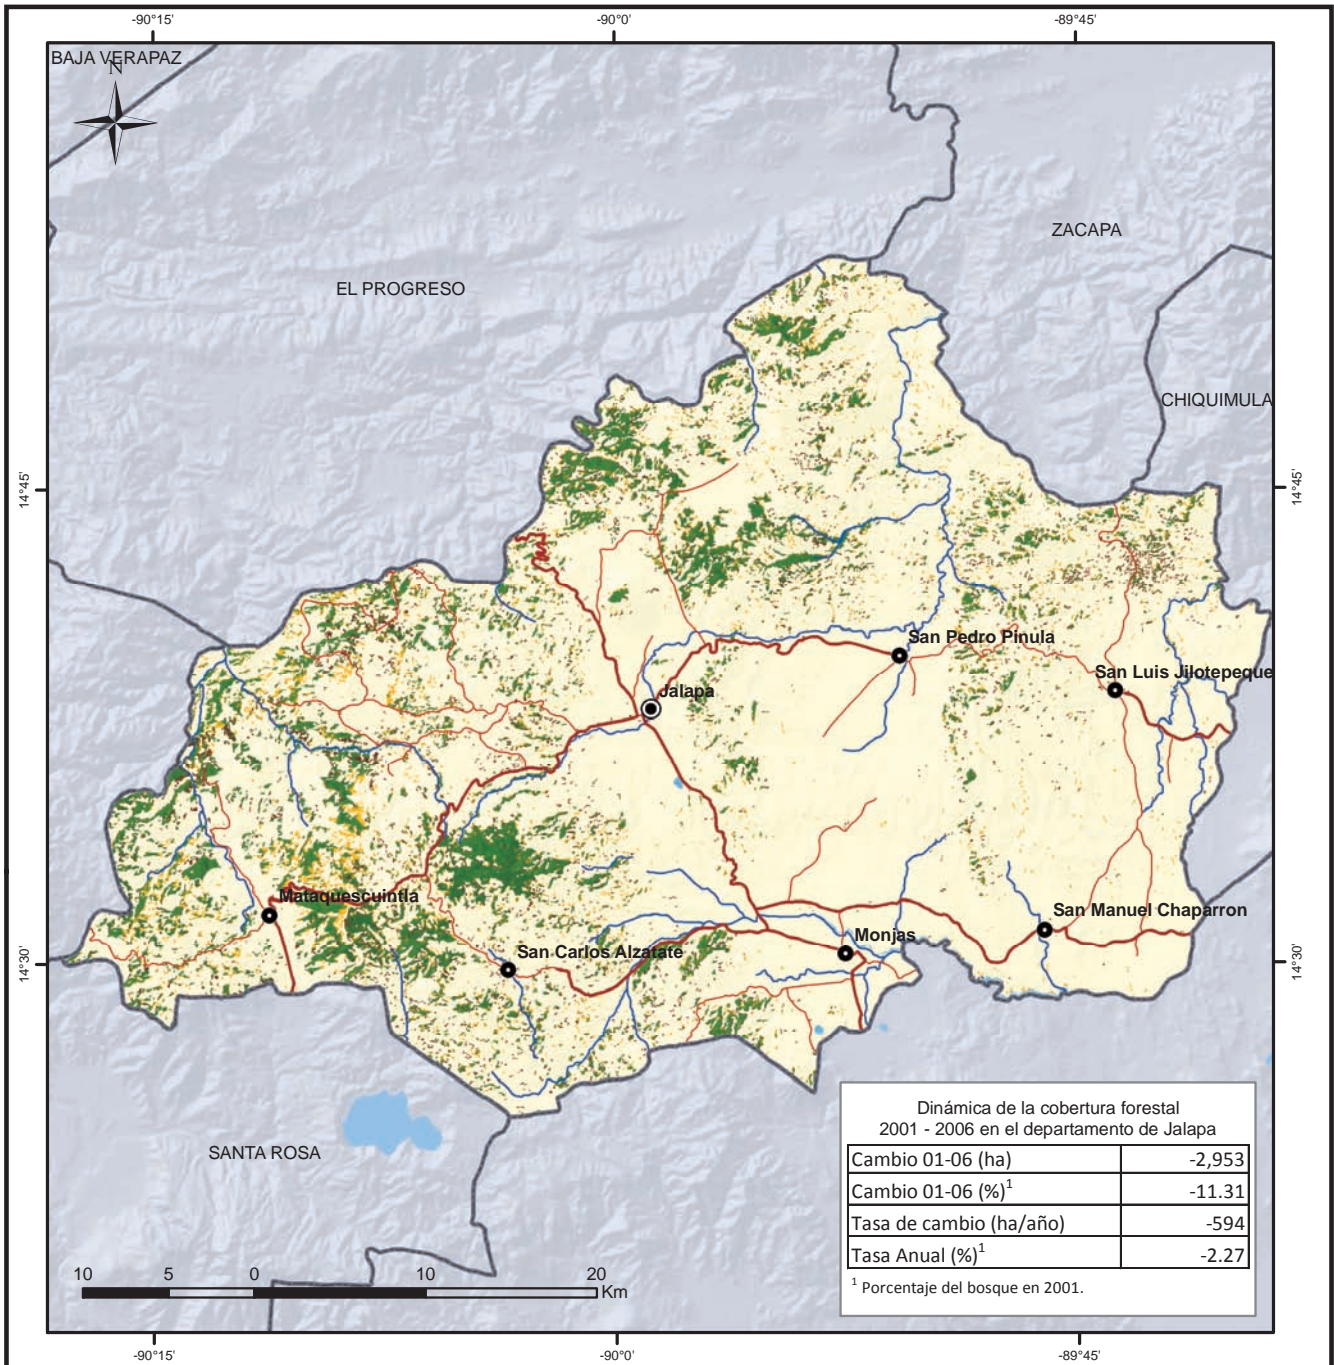 -90°15'
-90°0'
-89°45'
BAJA VERAPAZ
N
ZACAPA
EL PROGRESO
CHIQUIMULA
14°45'
14°45'
San Pedro Pinula
San Luis Jilotepeque
Jalapa
Mataquescuintla
San Manuel Chaparron
Monjas
San Carlos Alzatate
14°30'
14°30'
SANTA ROSA
Dinámica de la cobertura forestal
2001 - 2006 en el departamento de Jalapa
Cambio 01-06 (ha) -2,953
Cambio 01-06 (%)¹ -11.31
Tasa de cambio (ha/año) -594
Tasa Anual (%)¹ -2.27
¹ Porcentaje del bosque en 2001.
10 5 0 10 20
Km
-90°15'
-90°0'
-89°45'